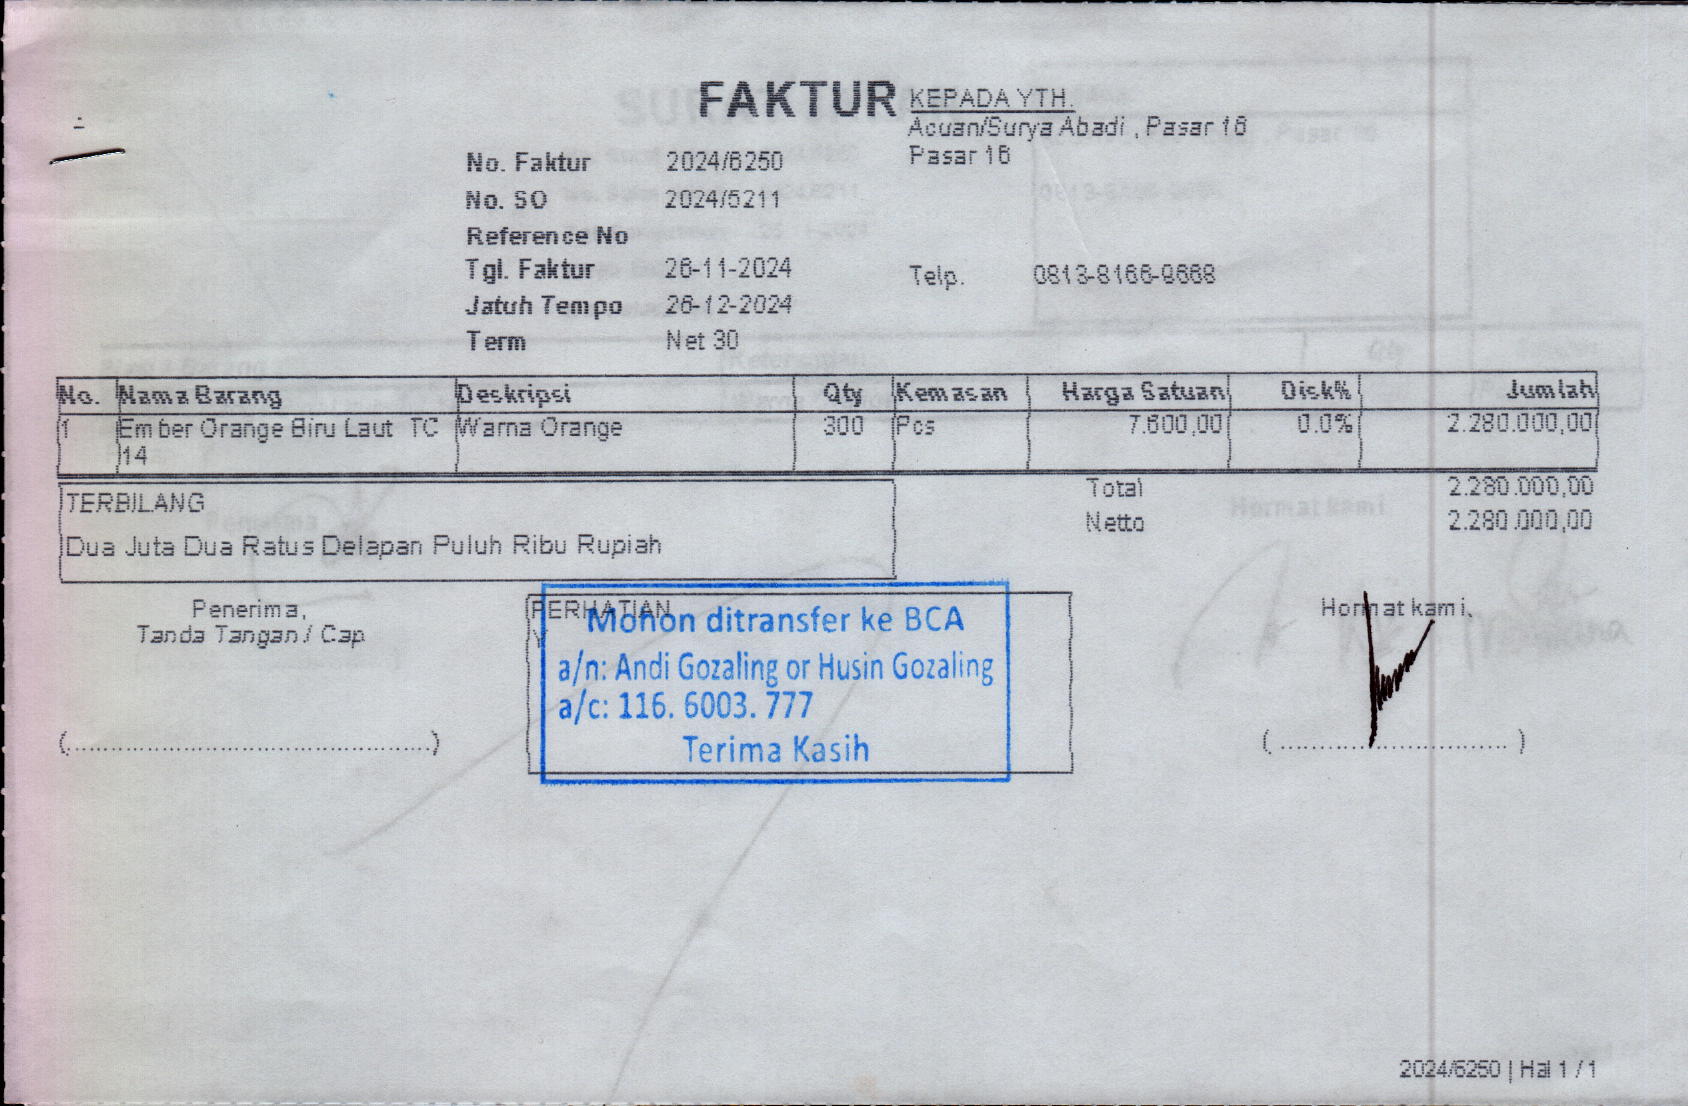 FAKTUR
KEPADA YTH.
Acuan/Surya Abadi , Pasar 16
Pasar 16
No. Faktur 2024/6250
No. SO 2024/5211
Reference No
Tgl. Faktur 26-11-2024
Telp. 0813-8166-9668
Jatuh Tempo 26-12-2024
Term Net 30
No. Nama Barang Deskripsi Qty Kemasan Harga Satuan Disk% Jumlah
1 Ember Orange Biru Laut TC Warna Orange 300 Pcs 7.600,00 0.0% 2.280.000,00
14
TERBILANG
Dua Juta Dua Ratus Delapan Puluh Ribu Rupiah
Total 2.280.000,00
Netto 2.280.000,00
Penerima,
Tanda Tangan / Cap
(............................................)
PERHATIAN
Y
Mohon ditransfer ke BCA
a/n: Andi Gozaling or Husin Gozaling
a/c: 116. 6003. 777
Terima Kasih
Hormat kami,
(..............................)
2024/6250 | Hal 1 / 1